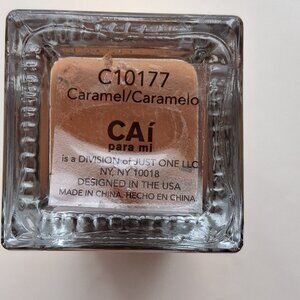 C10177
Caramel/Caramelo
CAí
para mi
is a DIVISION of JUST ONE LLC
NY, NY 10018
DESIGNED IN THE USA
MADE IN CHINA, HECHO EN CHINA